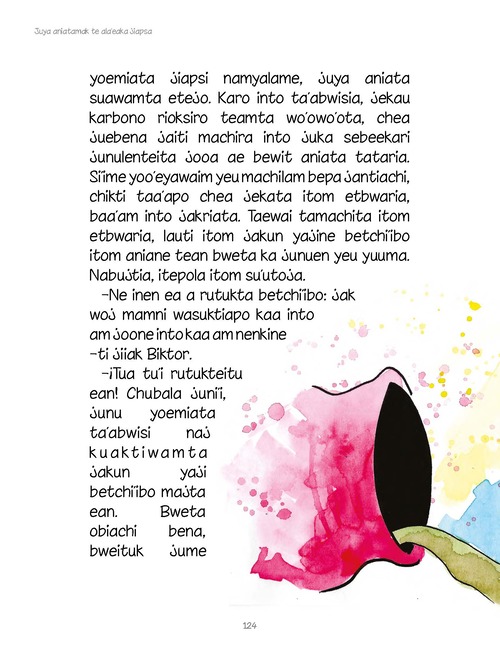 Juya aniatamak te ala'eaka jiapsa
yoemiata jiapsi namyalame, juya aniata
suawamta etejo. Karo into ta'abwisia, jekau
karbono rioksiro teamta wo'owo'ota, chea
juebena jaiti machira into juka sebeekari
junulenteita jooa ae bewit aniata tataria.
Si'ime yoo'eyawaim yeu machilam bepa jantiachi,
chikti taa'apo chea jekata itom etbwaria,
baa'am into jakriata. Taewai tamachita itom
etbwaria, lauti itom jakun yajine betchi'ibo
itom aniane tean bweta ka junuen yeu yuuma.
Nabujtia, itepola itom su'utoja.
–Ne inen ea a rutukta betchi'ibo: jak
woj mamni wasuktiapo kaa into
am joone into kaa am nenkine
–ti jiiak Biktor.
–¡Tua tu'i rutukteitu
ean! Chubala juni'i,
junu yoemiata
ta'abwisi naj
kuaktiwamta
jakun yaji
betchi'ibo majta
ean. Bweta
obiachi bena,
bweituk jume
124